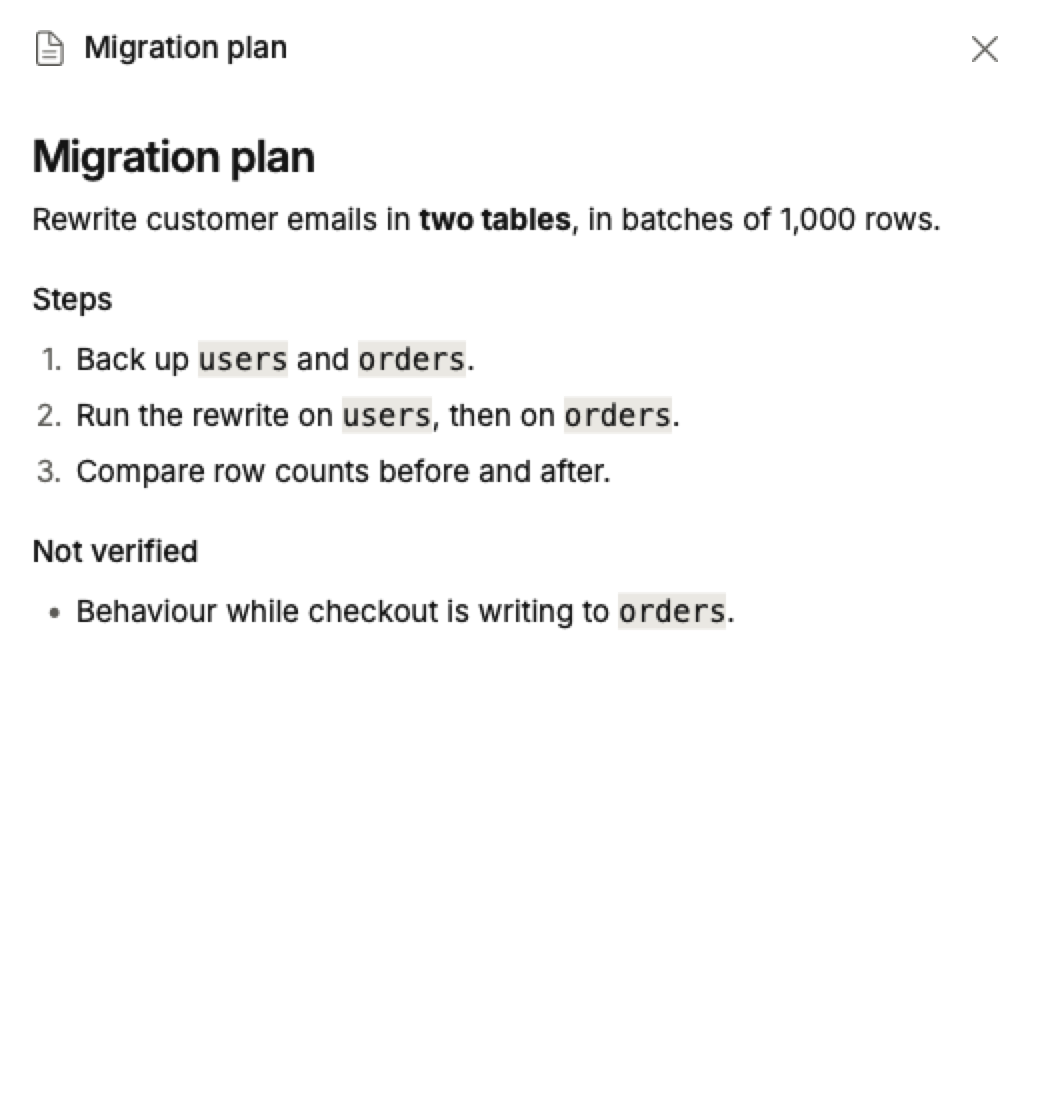 Migration plan
Migration plan
Rewrite customer emails in two tables, in batches of 1,000 rows.
Steps
1. Back up users and orders.
2. Run the rewrite on users, then on orders.
3. Compare row counts before and after.
Not verified
• Behaviour while checkout is writing to orders.